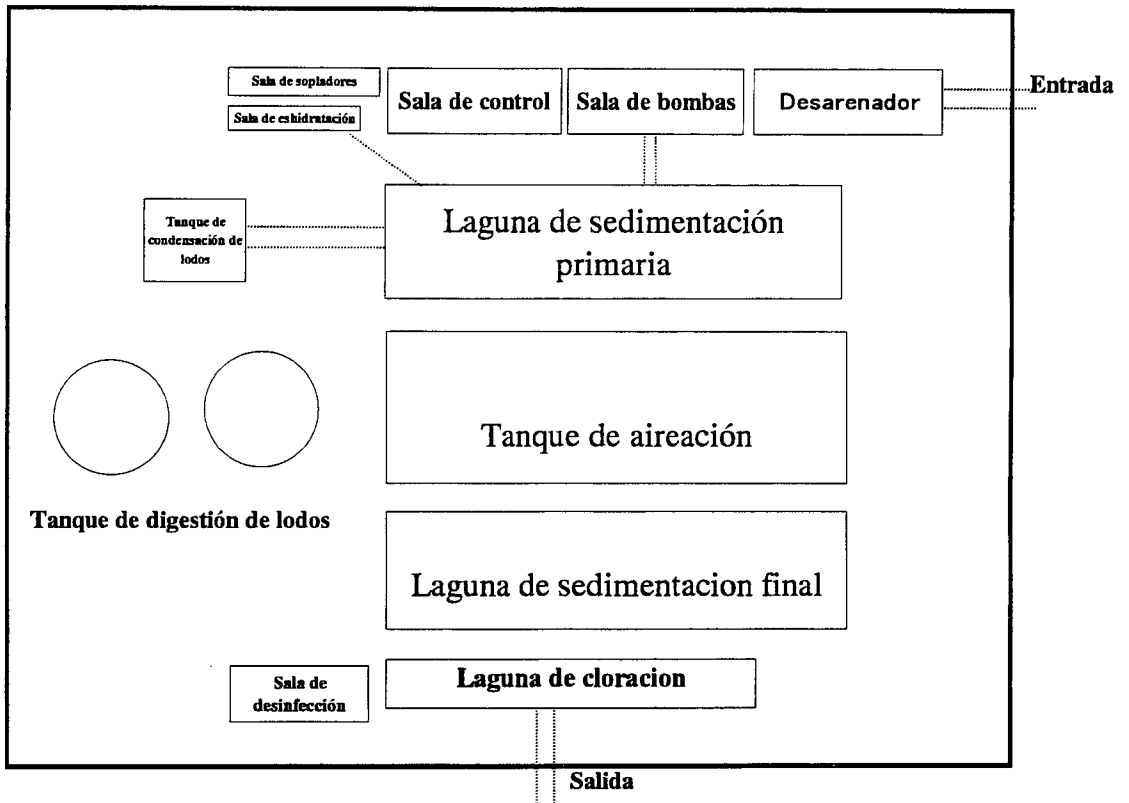 Sala de sopladores
Sala de control
Sala de bombas
Desarenador
Entrada
Sala de eshidratación
Tanque de
condensación de
lodos
Laguna de sedimentación
primaria
Tanque de aireación
Tanque de digestión de lodos
Laguna de sedimentacion final
Sala de
desinfección
Laguna de cloracion
Salida